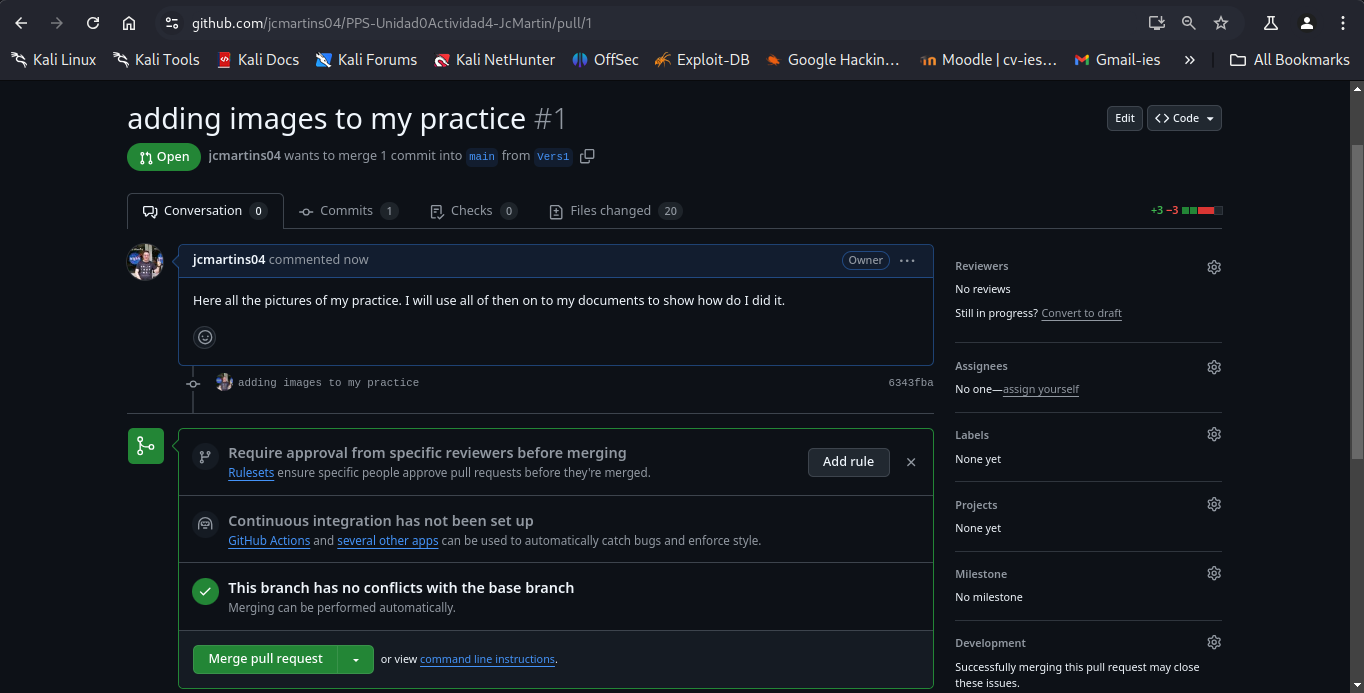 github.com/jcmartins04/PPS-Unidad0Actividad4-JcMartin/pull/1
Kali Linux Kali Tools Kali Docs Kali Forums Kali NetHunter OffSec Exploit-DB Google Hackin… Moodle | cv-ies… Gmail-ies » All Bookmarks
adding images to my practice #1
Edit <> Code
Open jcmartins04 wants to merge 1 commit into main from Vers1
Conversation 0 Commits 1 Checks 0 Files changed 20 +3 −3
jcmartins04 commented now Owner ...
Here all the pictures of my practice. I will use all of then on to my documents to show how do I did it.
adding images to my practice 6343fba
Require approval from specific reviewers before merging
Rulesets ensure specific people approve pull requests before they're merged.
Add rule
Continuous integration has not been set up
GitHub Actions and several other apps can be used to automatically catch bugs and enforce style.
This branch has no conflicts with the base branch
Merging can be performed automatically.
Merge pull request or view command line instructions.
Reviewers
No reviews
Still in progress? Convert to draft
Assignees
No one—assign yourself
Labels
None yet
Projects
None yet
Milestone
No milestone
Development
Successfully merging this pull request may close
these issues.